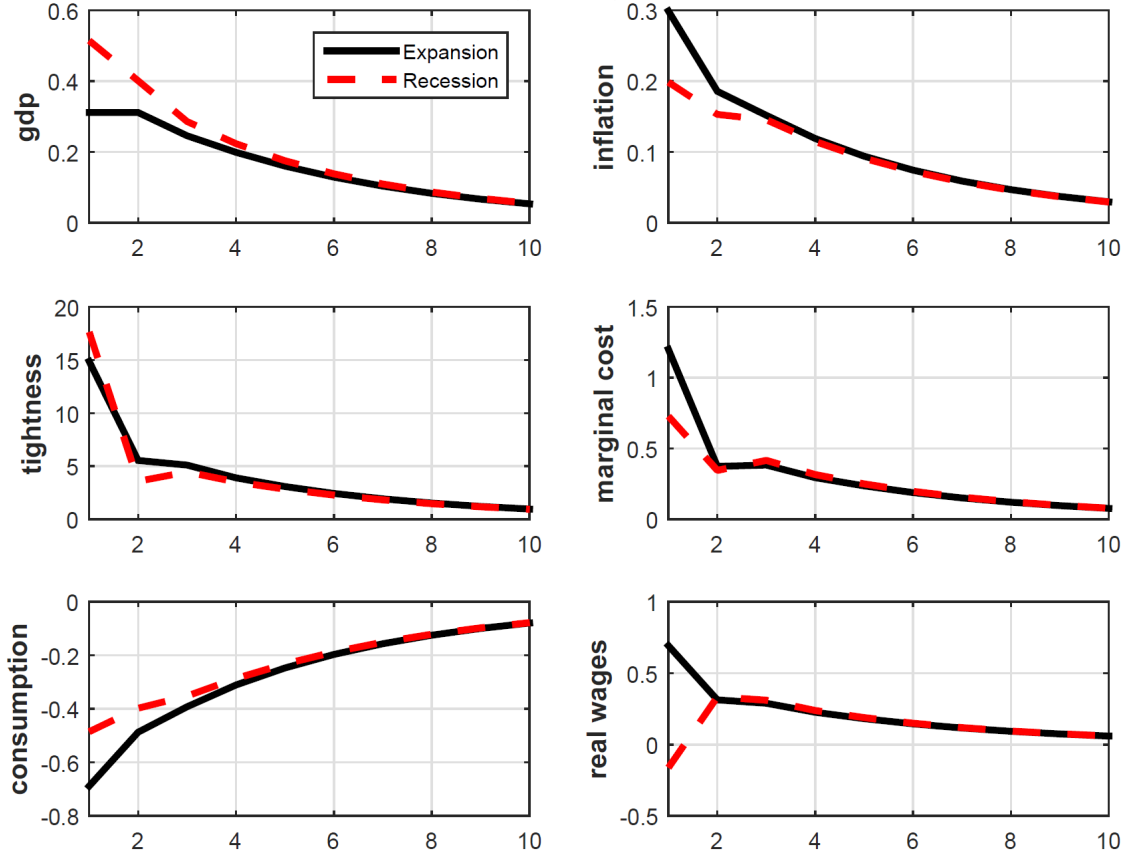 gdp
0.6
0.4
0.2
0
Expansion
Recession
2 4 6 8 10
inflation
0.3
0.2
0.1
0
2 4 6 8 10
tightness
20
15
10
5
0
2 4 6 8 10
marginal cost
1.5
1
0.5
0
2 4 6 8 10
consumption
0
-0.2
-0.4
-0.6
-0.8
2 4 6 8 10
real wages
1
0.5
0
-0.5
2 4 6 8 10